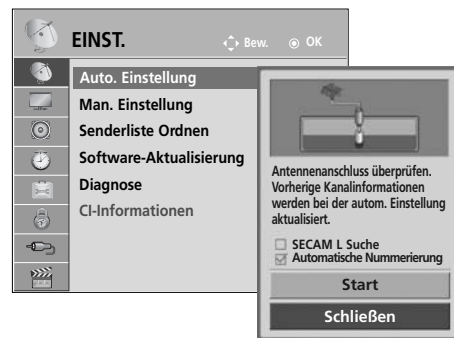 EINST.
Bew. OK
Auto. Einstellung
Man. Einstellung
Senderliste Ordnen
Software-Aktualisierung
Diagnose
CI-Informationen
Antennenanschluss überprüfen.
Vorherige Kanalinformationen
werden bei der autom. Einstellung
aktualisiert.
SECAM L Suche
Automatische Nummerierung
Start
Schließen